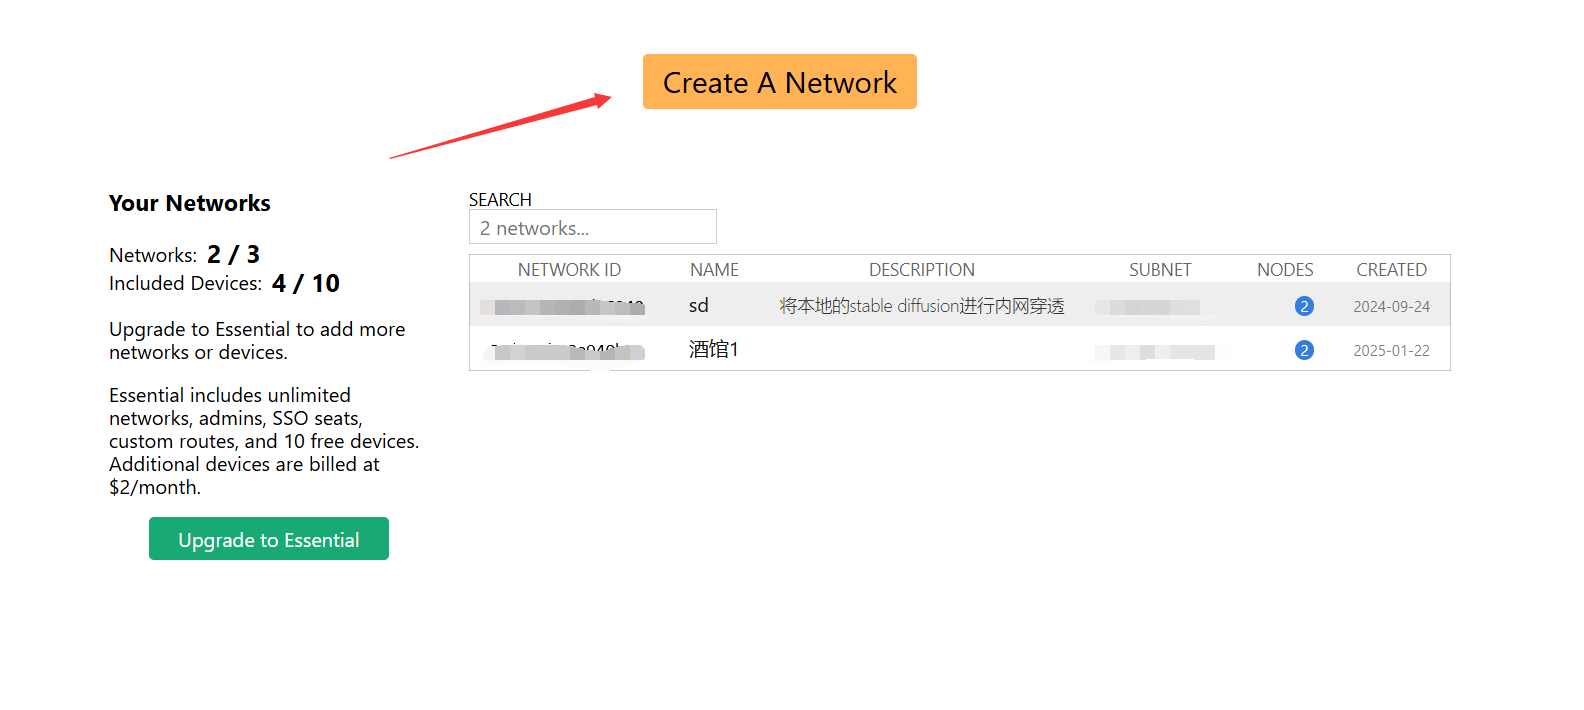 Create A Network
Your Networks
Networks: 2 / 3
Included Devices: 4 / 10
Upgrade to Essential to add more
networks or devices.
Essential includes unlimited
networks, admins, SSO seats,
custom routes, and 10 free devices.
Additional devices are billed at
$2/month.
Upgrade to Essential
SEARCH
2 networks...
NETWORK ID NAME DESCRIPTION SUBNET NODES CREATED
sd 将本地的stable diffusion进行内网穿透 2 2024-09-24
酒馆1 2 2025-01-22